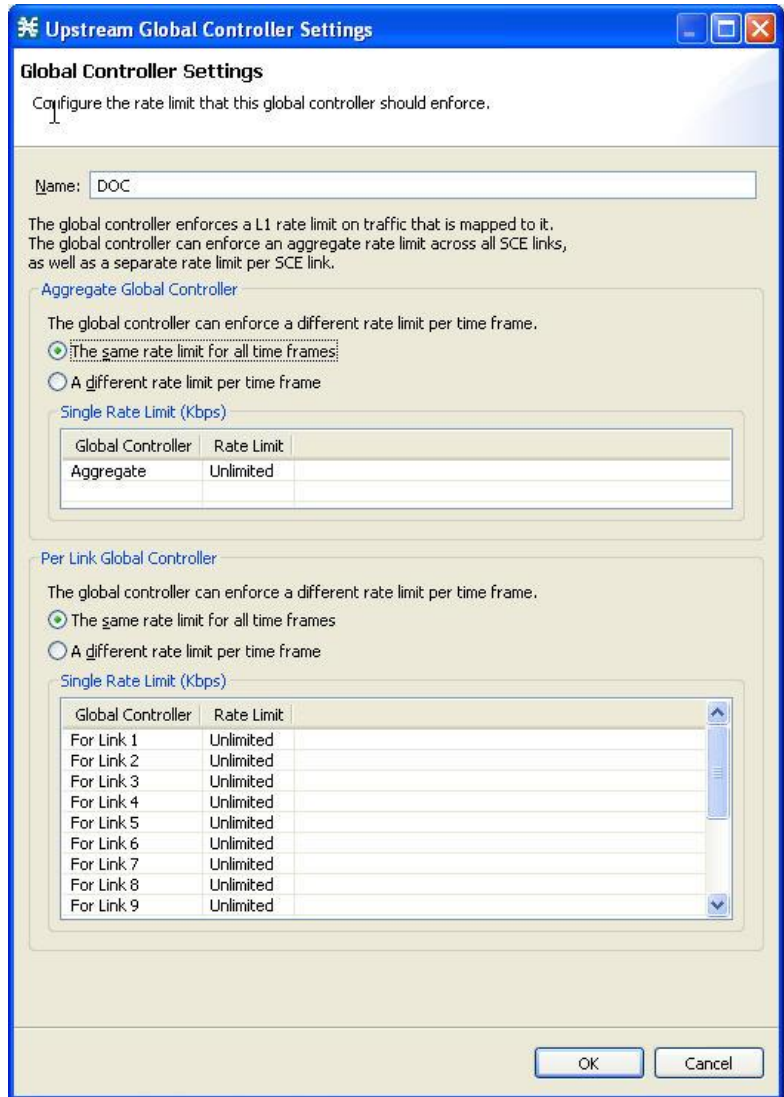 Upstream Global Controller Settings
Global Controller Settings
Configure the rate limit that this global controller should enforce.
Name: DOC
The global controller enforces a L1 rate limit on traffic that is mapped to it.
The global controller can enforce an aggregate rate limit across all SCE links,
as well as a separate rate limit per SCE link.
Aggregate Global Controller
The global controller can enforce a different rate limit per time frame.
The same rate limit for all time frames
A different rate limit per time frame
Single Rate Limit (Kbps)
Global Controller Rate Limit
Aggregate Unlimited
Per Link Global Controller
The global controller can enforce a different rate limit per time frame.
The same rate limit for all time frames
A different rate limit per time frame
Single Rate Limit (Kbps)
Global Controller Rate Limit
For Link 1 Unlimited
For Link 2 Unlimited
For Link 3 Unlimited
For Link 4 Unlimited
For Link 5 Unlimited
For Link 6 Unlimited
For Link 7 Unlimited
For Link 8 Unlimited
For Link 9 Unlimited
OK Cancel